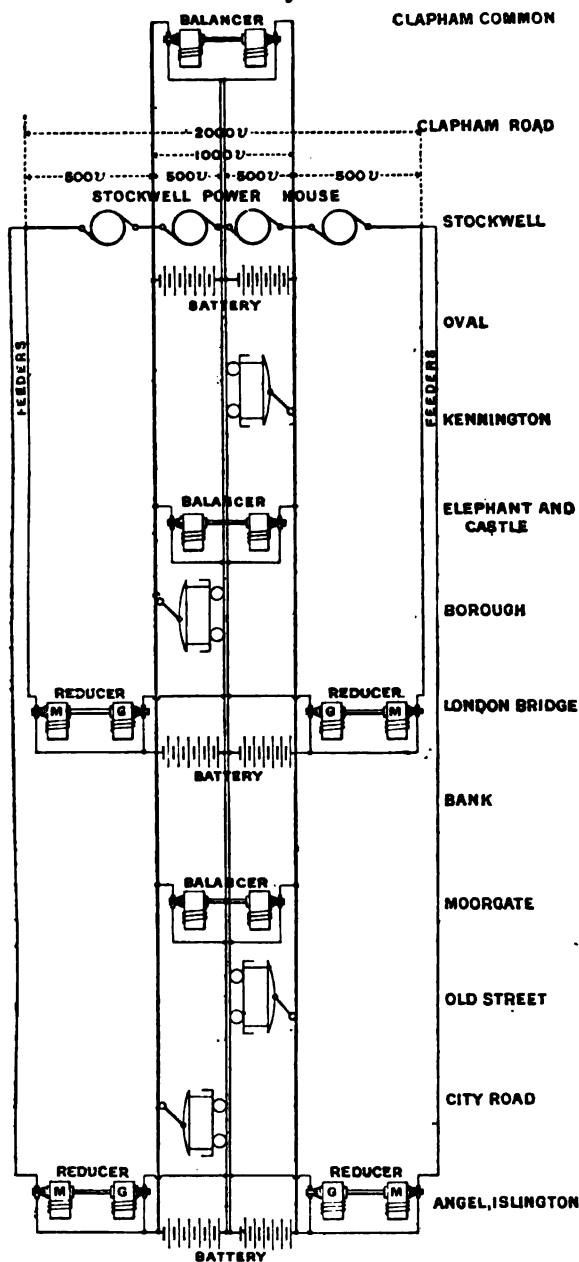 BALANCER
CLAPHAM COMMON
CLAPHAM ROAD
2000 υ
1000 υ
500 υ 500 υ 500 υ 500 υ
STOCKWELL POWER HOUSE
STOCKWELL
BATTERY
OVAL
FEEDERS
FEEDERS
KENNINGTON
BALANCER
ELEPHANT AND
CASTLE
BOROUGH
REDUCER
REDUCER
LONDON BRIDGE
M G
G M
BATTERY
BANK
BALANCER
MOORGATE
OLD STREET
CITY ROAD
REDUCER
REDUCER
M G
G M
ANGEL, ISLINGTON
BATTERY